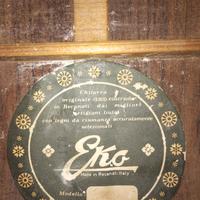 Chitarra
originale costruita
in Recanati dai migliori
artigiani
con legni da risonanza accuratamente
selezionati
Eko
Made in Recanati Italy
Modello